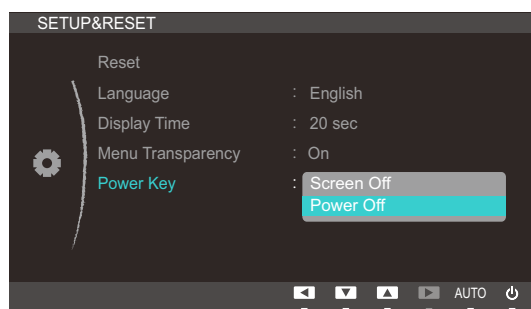 SETUP&RESET
Reset
Language : English
Display Time : 20 sec
Menu Transparency : On
Power Key : Screen Off
Power Off
AUTO